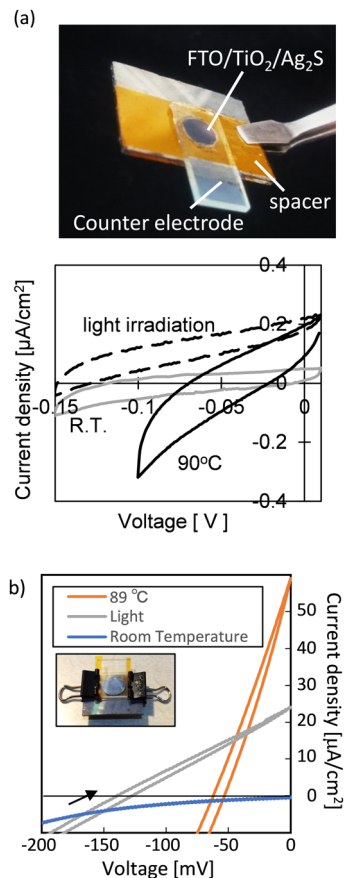 (a)
FTO/TiO2/Ag2S
spacer
Counter electrode
Current density [μA/cm2]
0.4
0.2
0
-0.2
-0.4
light irradiation
-0.15
-0.1
-0.05
0
R.T.
90oC
Voltage [ V ]
b)
89 ℃
Light
Room Temperature
50
40
30
20
10
0
Current density [μA/cm2]
-200
-150
-100
-50
0
Voltage [mV]